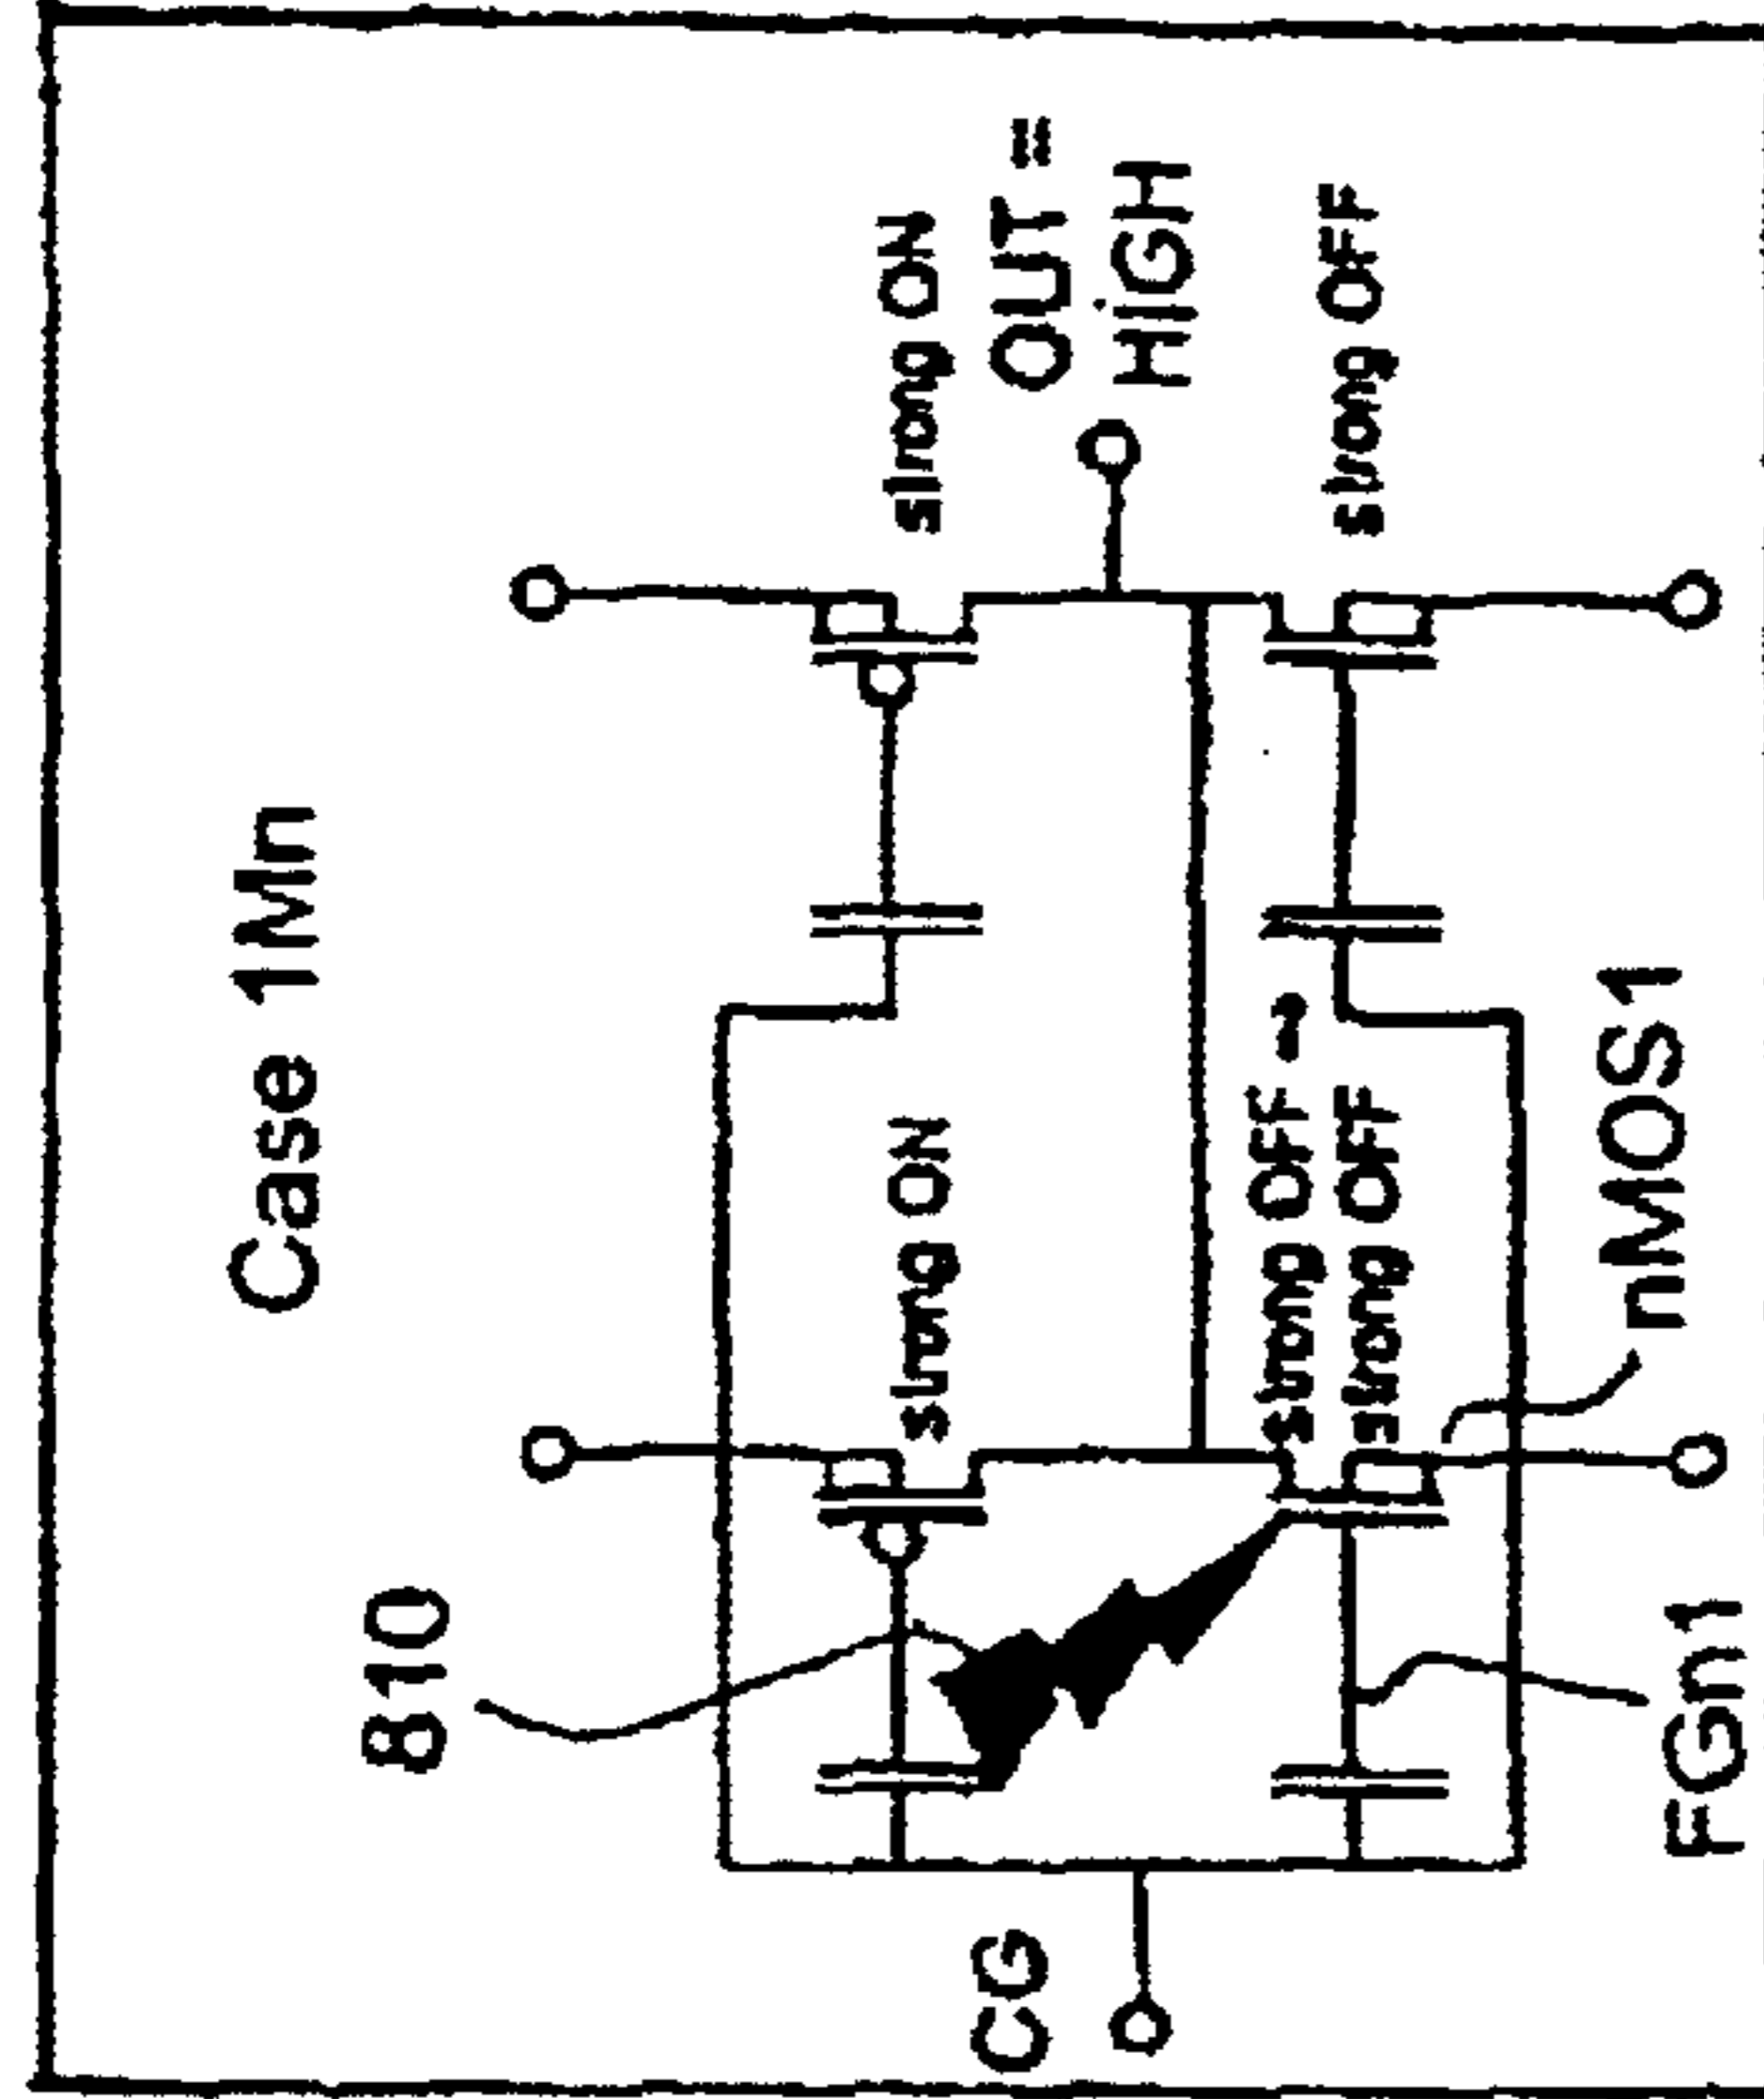 Case 1Mn
810
strong ON
strong ON
OUT =
HIGH
CG
strong OFF -->
strong OFF
strong OFF
nMOS1
FGn1